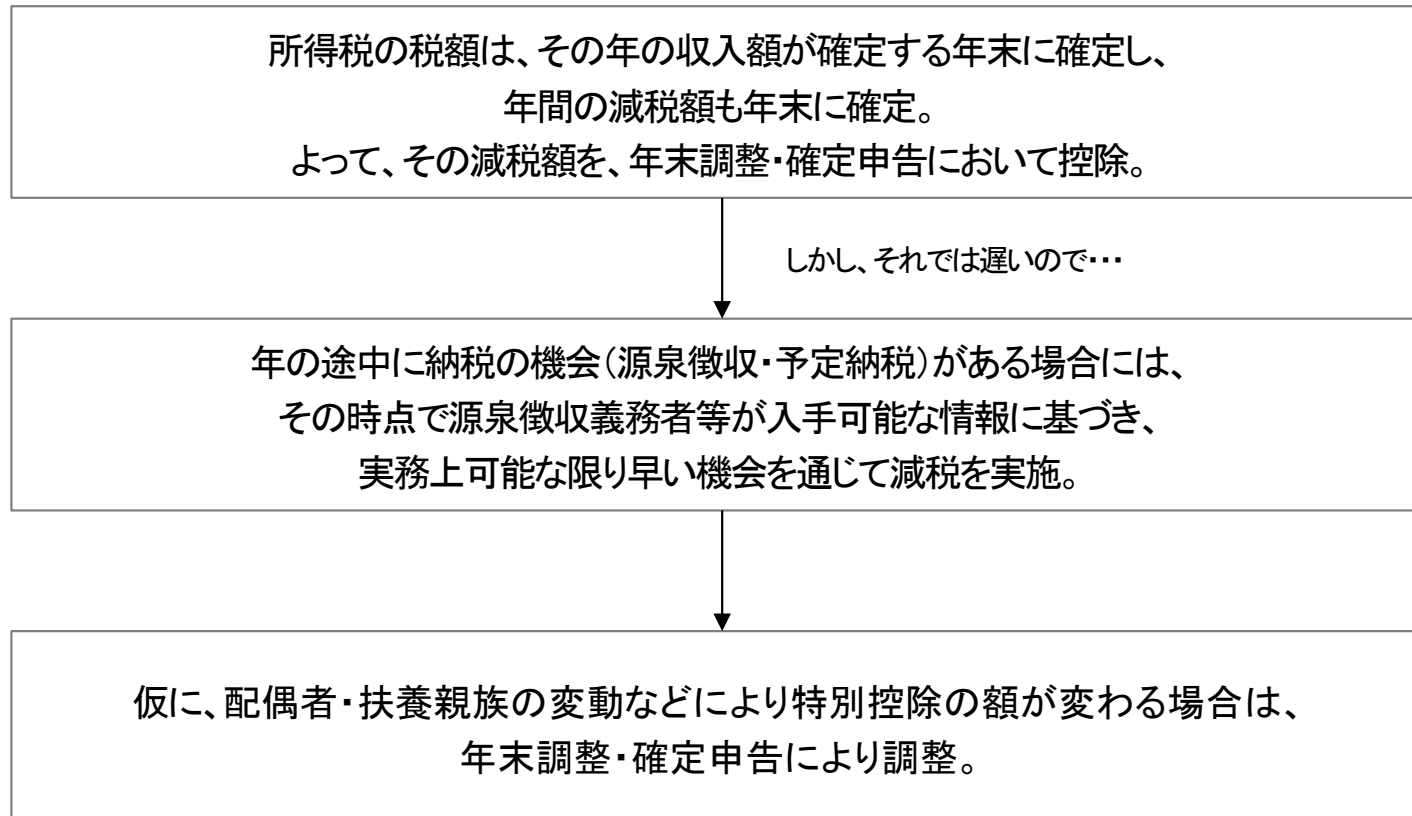 所得税の税額は、その年の収入額が確定する年末に確定し、
年間の減税額も年末に確定。
よって、その減税額を、年末調整・確定申告において控除。
しかし、それでは遅いので・・・
年の途中に納税の機会（源泉徴収・予定納税）がある場合には、
その時点で源泉徴収義務者等が入手可能な情報に基づき、
実務上可能な限り早い機会を通じて減税を実施。
仮に、配偶者・扶養親族の変動などにより特別控除の額が変わる場合は、
年末調整・確定申告により調整。